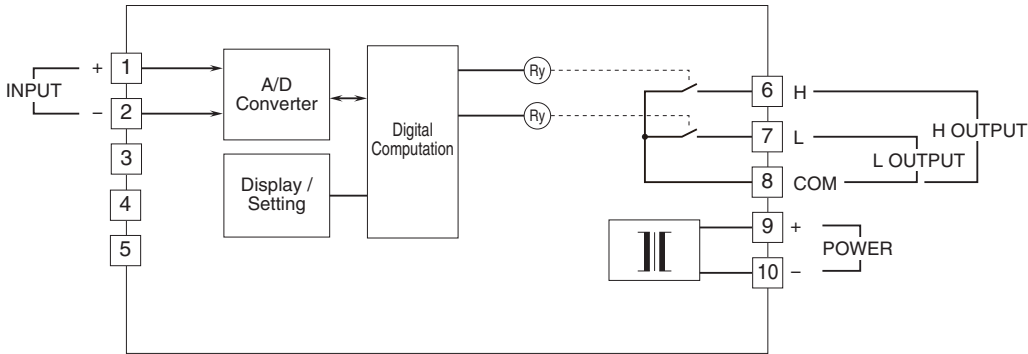 INPUT
+ 1
− 2
3
4
5
A/D
Converter
Display /
Setting
Digital
Computation
Ry
Ry
6 H
7 L
8 COM
H OUTPUT
L OUTPUT
9 +
10 −
POWER